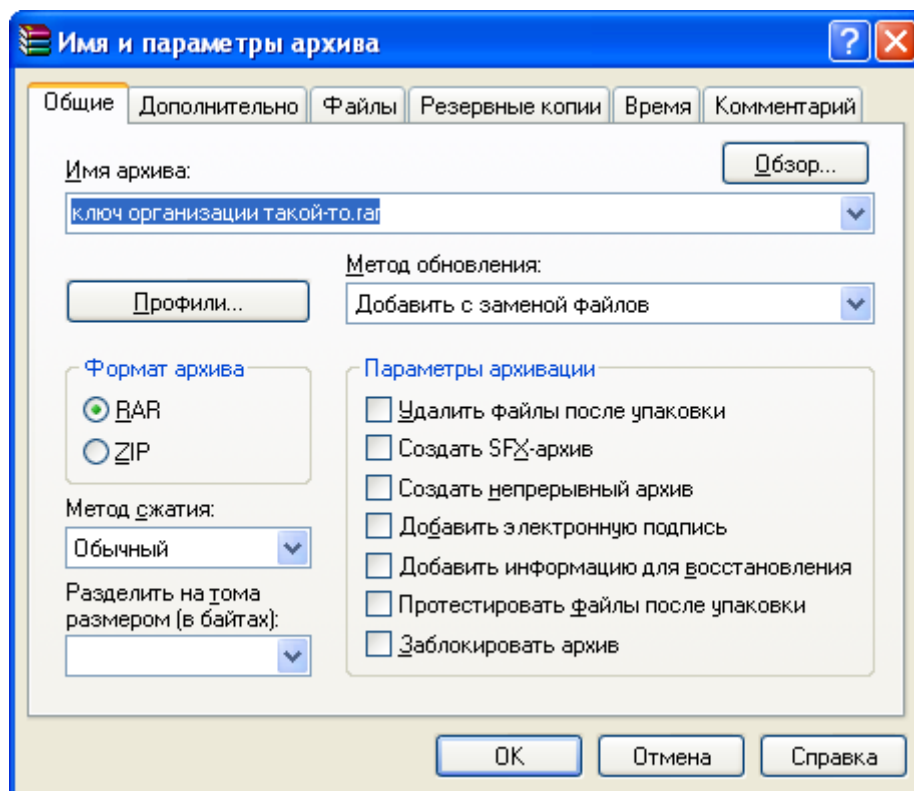 Имя и параметры архива
Общие Дополнительно Файлы Резервные копии Время Комментарий
Обзор...
Имя архива:
ключ организации такой-то.rar
Метод обновления:
Профили...
Добавить с заменой файлов
Формат архива
RAR
ZIP
Метод сжатия:
Обычный
Разделить на тома
размером (в байтах):
Параметры архивации
Удалить файлы после упаковки
Создать SFX-архив
Создать непрерывный архив
Добавить электронную подпись
Добавить информацию для восстановления
Протестировать файлы после упаковки
Заблокировать архив
OK Отмена Справка